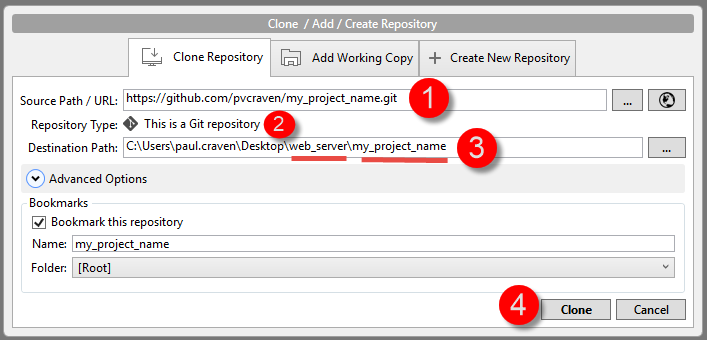 Clone / Add / Create Repository
Clone Repository
Add Working Copy
Create New Repository
Source Path / URL: https://github.com/pvcraven/my_project_name.git 1 ...
Repository Type: This is a Git repository 2
Destination Path: C:\Users\paul.craven\Desktop\web_server\my_project_name 3 ...
Advanced Options
Bookmarks
Bookmark this repository
Name: my_project_name
Folder: [Root]
4 Clone Cancel